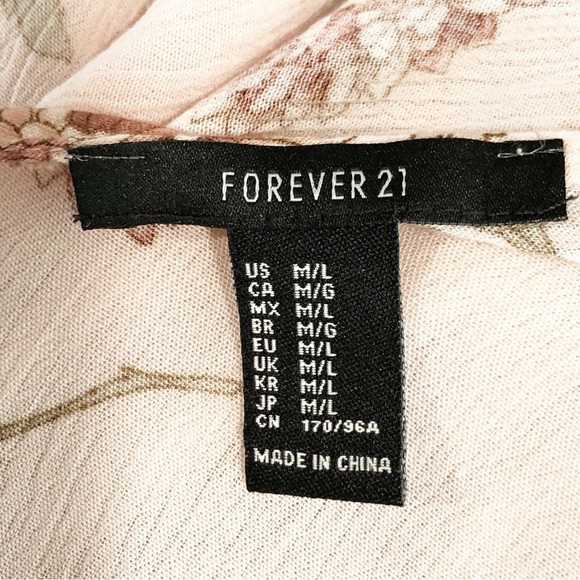 FOREVER 21
US M/L
CA M/G
MX M/L
BR M/G
EU M/L
UK M/L
KR M/L
JP M/L
CN 170/96A
MADE IN CHINA